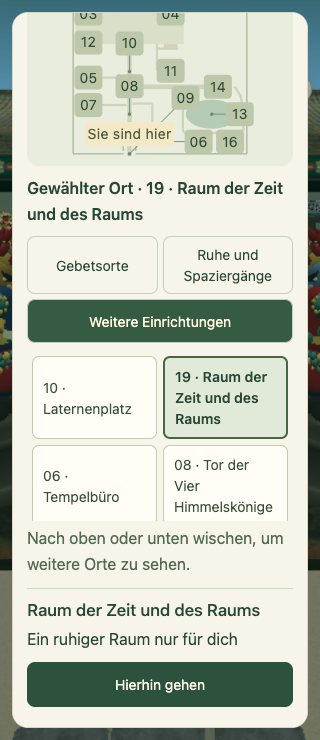 03 04
12 10
05 08 11
07 09 14
13
Sie sind hier 06 16
Gewählter Ort · 19 · Raum der Zeit
und des Raums
Gebetsorte
Ruhe und
Spaziergänge
Weitere Einrichtungen
10 ·
Laternenplatz
19 · Raum der
Zeit und des
Raums
06 ·
Tempelbüro
08 · Tor der
Vier
Himmelskönige
Nach oben oder unten wischen, um
weitere Orte zu sehen.
Raum der Zeit und des Raums
Ein ruhiger Raum nur für dich
Hierhin gehen